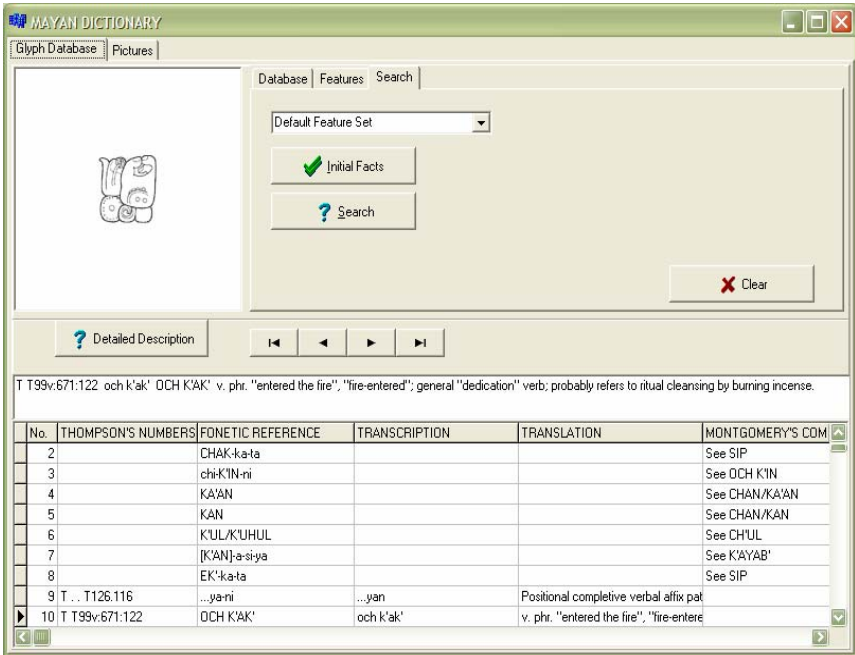 MAYAN DICTIONARY
Glyph Database Pictures
Database Features Search
Default Feature Set
Initial Facts
Search
Clear
Detailed Description
T T99v:671:122 och k'ak' OCH K'AK' v. phr. "entered the fire", "fire-entered"; general "dedication" verb; probably refers to ritual cleansing by burning incense.
No. THOMPSON'S NUMBERS FONETIC REFERENCE TRANSCRIPTION TRANSLATION MONTGOMERY'S COM
2 CHAK-ka-ta See SIP
3 chi-K'IN-ni See OCH K'IN
4 KA'AN See CHAN/KA'AN
5 KAN See CHAN/KAN
6 K'UL/K'UHUL See CH'UL
7 [K'AN]-a-si-ya See K'AYAB'
8 EK'-ka-ta See SIP
9 T . . T126.116 ...ya-ni ...yan Positional completive verbal affix pat
10 T T99v:671:122 OCH K'AK' och k'ak' v. phr. "entered the fire", "fire-entere